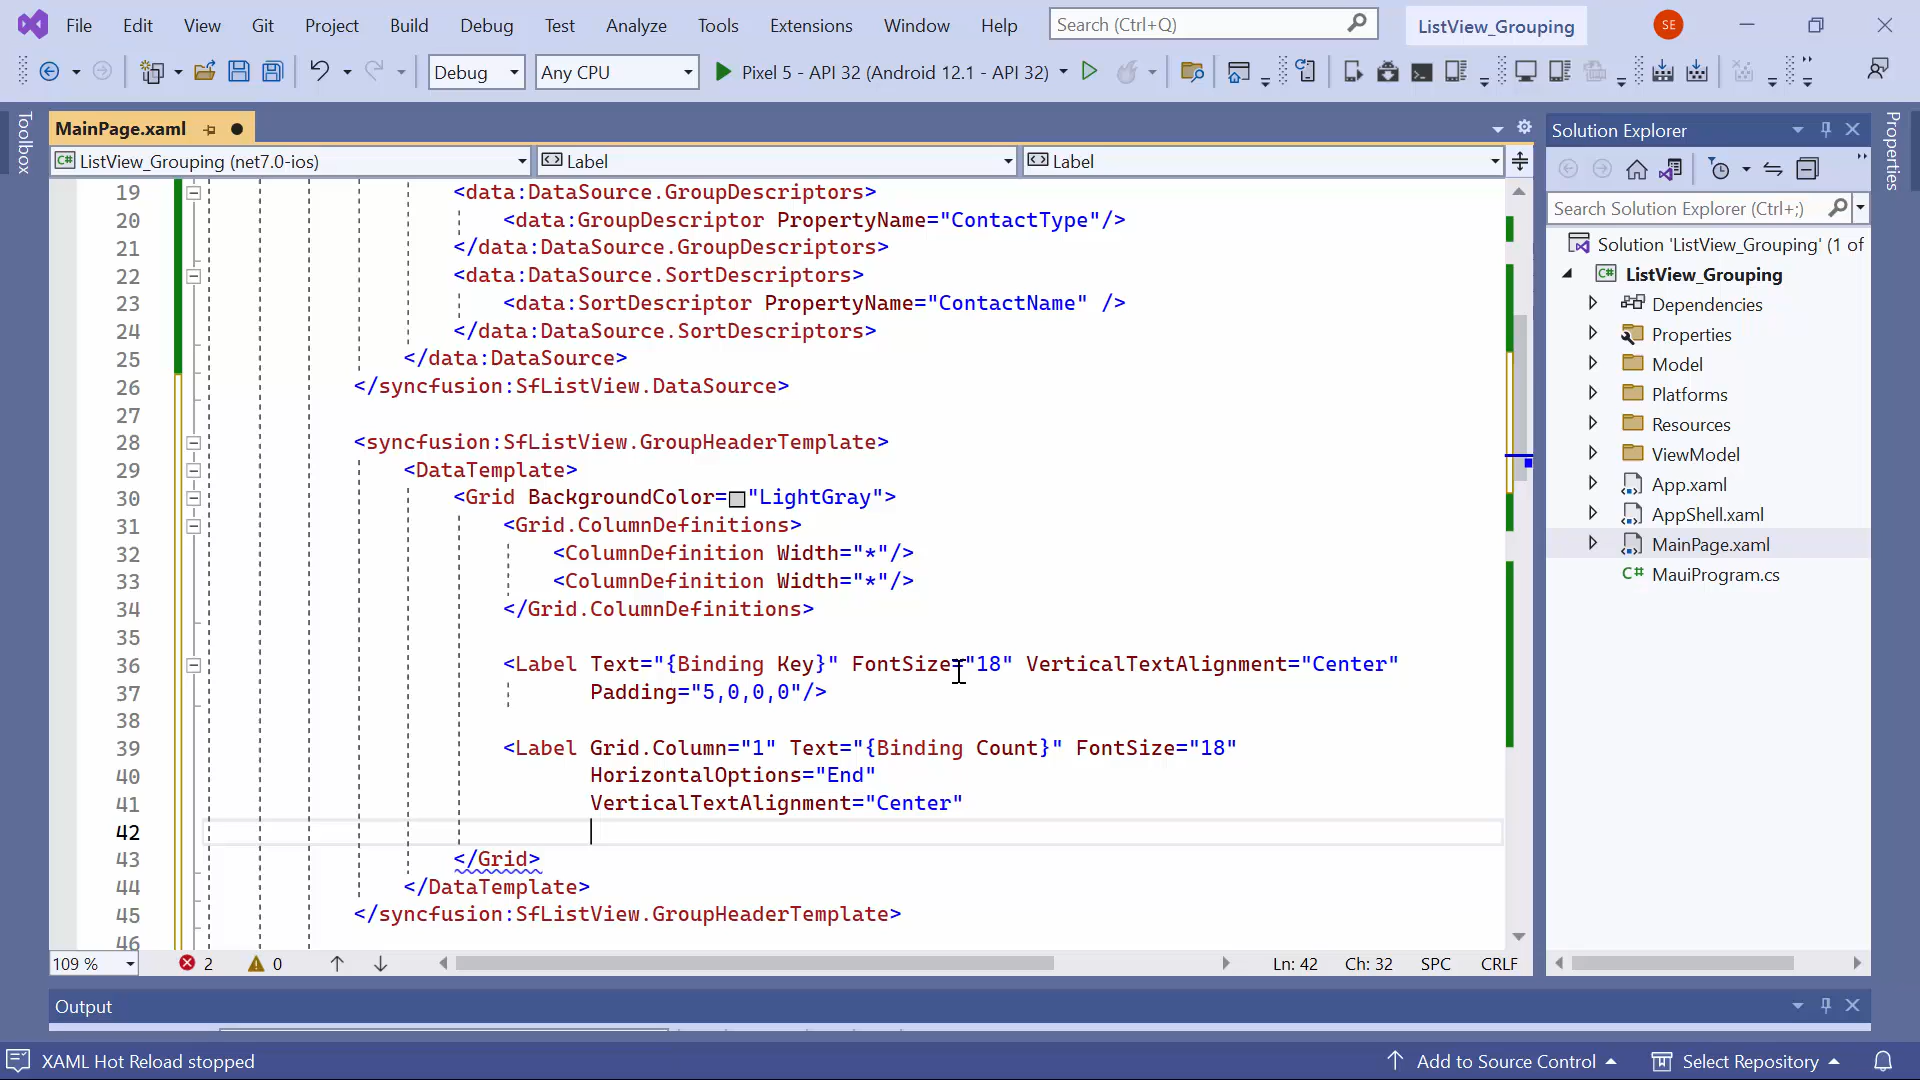 File Edit View Git Project Build Debug Test Analyze Tools Extensions Window Help Search (Ctrl+Q) ListView_Grouping SE
Debug Any CPU Pixel 5 - API 32 (Android 12.1 - API 32)
Toolbox
MainPage.xaml
ListView_Grouping (net7.0-ios) Label Label
19 <data:DataSource.GroupDescriptors>
20 <data:GroupDescriptor PropertyName="ContactType"/>
21 </data:DataSource.GroupDescriptors>
22 <data:DataSource.SortDescriptors>
23 <data:SortDescriptor PropertyName="ContactName" />
24 </data:DataSource.SortDescriptors>
25 </data:DataSource>
26 </syncfusion:SfListView.DataSource>
27
28 <syncfusion:SfListView.GroupHeaderTemplate>
29 <DataTemplate>
30 <Grid BackgroundColor="LightGray">
31 <Grid.ColumnDefinitions>
32 <ColumnDefinition Width="*"/>
33 <ColumnDefinition Width="*"/>
34 </Grid.ColumnDefinitions>
35
36 <Label Text="{Binding Key}" FontSize="18" VerticalTextAlignment="Center"
37 Padding="5,0,0,0"/>
38
39 <Label Grid.Column="1" Text="{Binding Count}" FontSize="18"
40 HorizontalOptions="End"
41 VerticalTextAlignment="Center"
42
43 </Grid>
44 </DataTemplate>
45 </syncfusion:SfListView.GroupHeaderTemplate>
46
109 % 2 0 Ln: 42 Ch: 32 SPC CRLF
Solution Explorer
Search Solution Explorer (Ctrl+;)
Solution 'ListView_Grouping' (1 of
ListView_Grouping
Dependencies
Properties
Model
Platforms
Resources
ViewModel
App.xaml
AppShell.xaml
MainPage.xaml
MauiProgram.cs
Properties
Output
XAML Hot Reload stopped Add to Source Control Select Repository